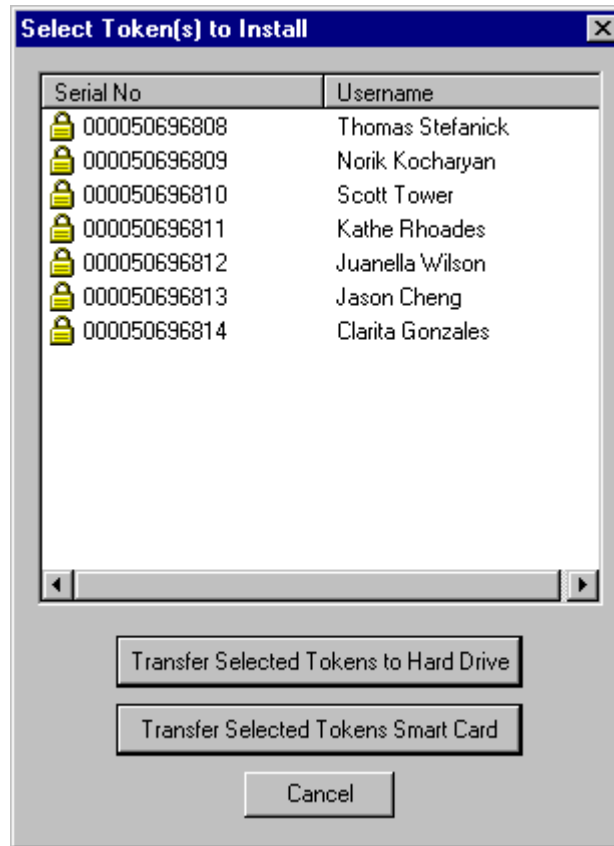 Select Token(s) to Install
Serial No Username
000050696808 Thomas Stefanick
000050696809 Norik Kocharyan
000050696810 Scott Tower
000050696811 Kathe Rhoades
000050696812 Juanella Wilson
000050696813 Jason Cheng
000050696814 Clarita Gonzales
Transfer Selected Tokens to Hard Drive
Transfer Selected Tokens Smart Card
Cancel